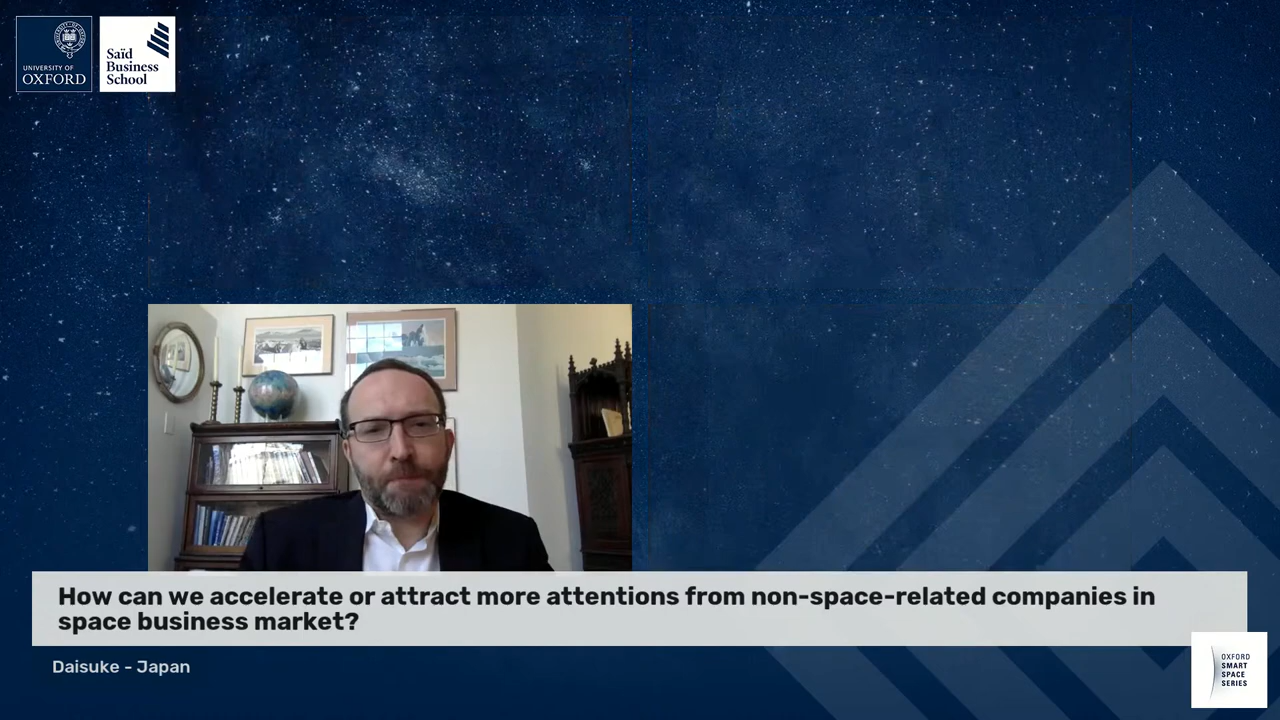 UNIVERSITY OF
OXFORD
Saïd
Business
School
How can we accelerate or attract more attentions from non-space-related companies in
space business market?
Daisuke - Japan
OXFORD
SMART
SPACE
SERIES